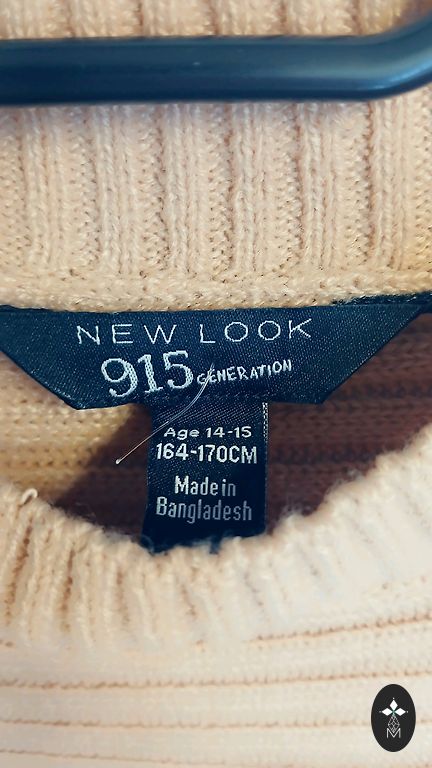 NEW LOOK
915 GENERATION
Age 14-15
164-170CM
Made in
Bangladesh
M